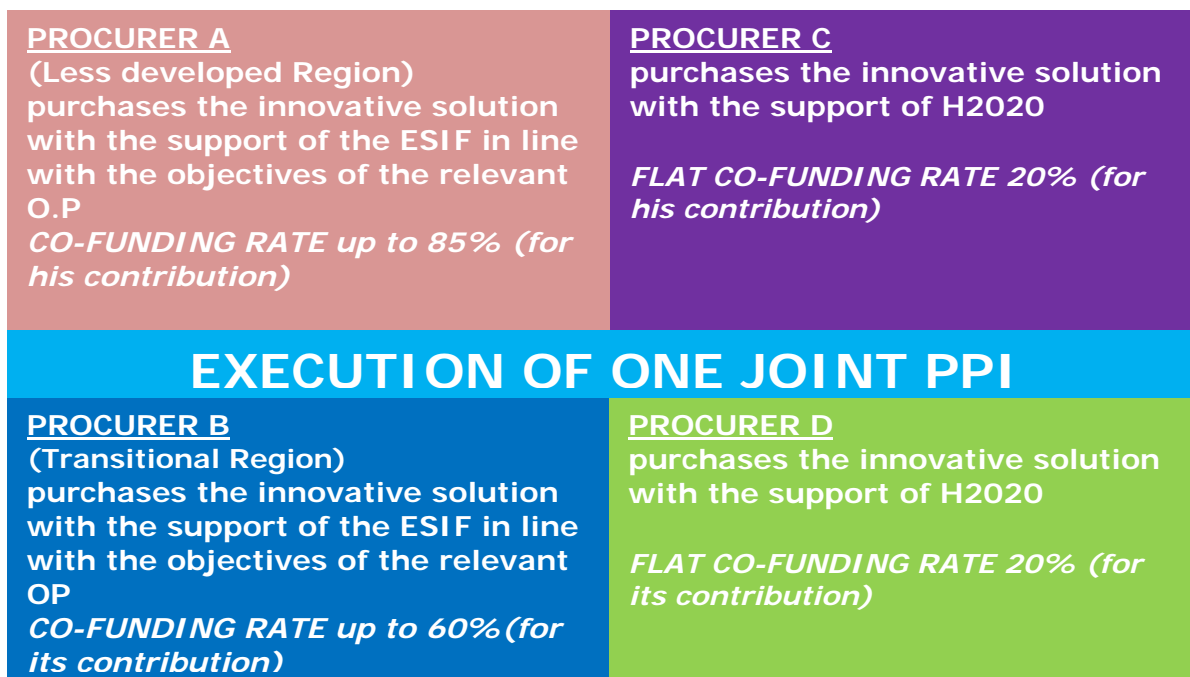 PROCURER A
(Less developed Region)
purchases the innovative solution
with the support of the ESIF in line
with the objectives of the relevant
O.P
CO-FUNDING RATE up to 85% (for
his contribution)
PROCURER C
purchases the innovative solution
with the support of H2020
FLAT CO-FUNDING RATE 20% (for
his contribution)
EXECUTION OF ONE JOINT PPI
PROCURER B
(Transitional Region)
purchases the innovative solution
with the support of the ESIF in line
with the objectives of the relevant
OP
CO-FUNDING RATE up to 60%(for
its contribution)
PROCURER D
purchases the innovative solution
with the support of H2020
FLAT CO-FUNDING RATE 20% (for
its contribution)